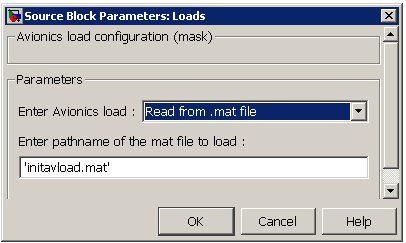 Source Block Parameters: Loads
Avionics load configuration (mask)
Parameters
Enter Avionics load : Read from .mat file
Enter pathname of the mat file to load :
'initavload.mat'
OK Cancel Help